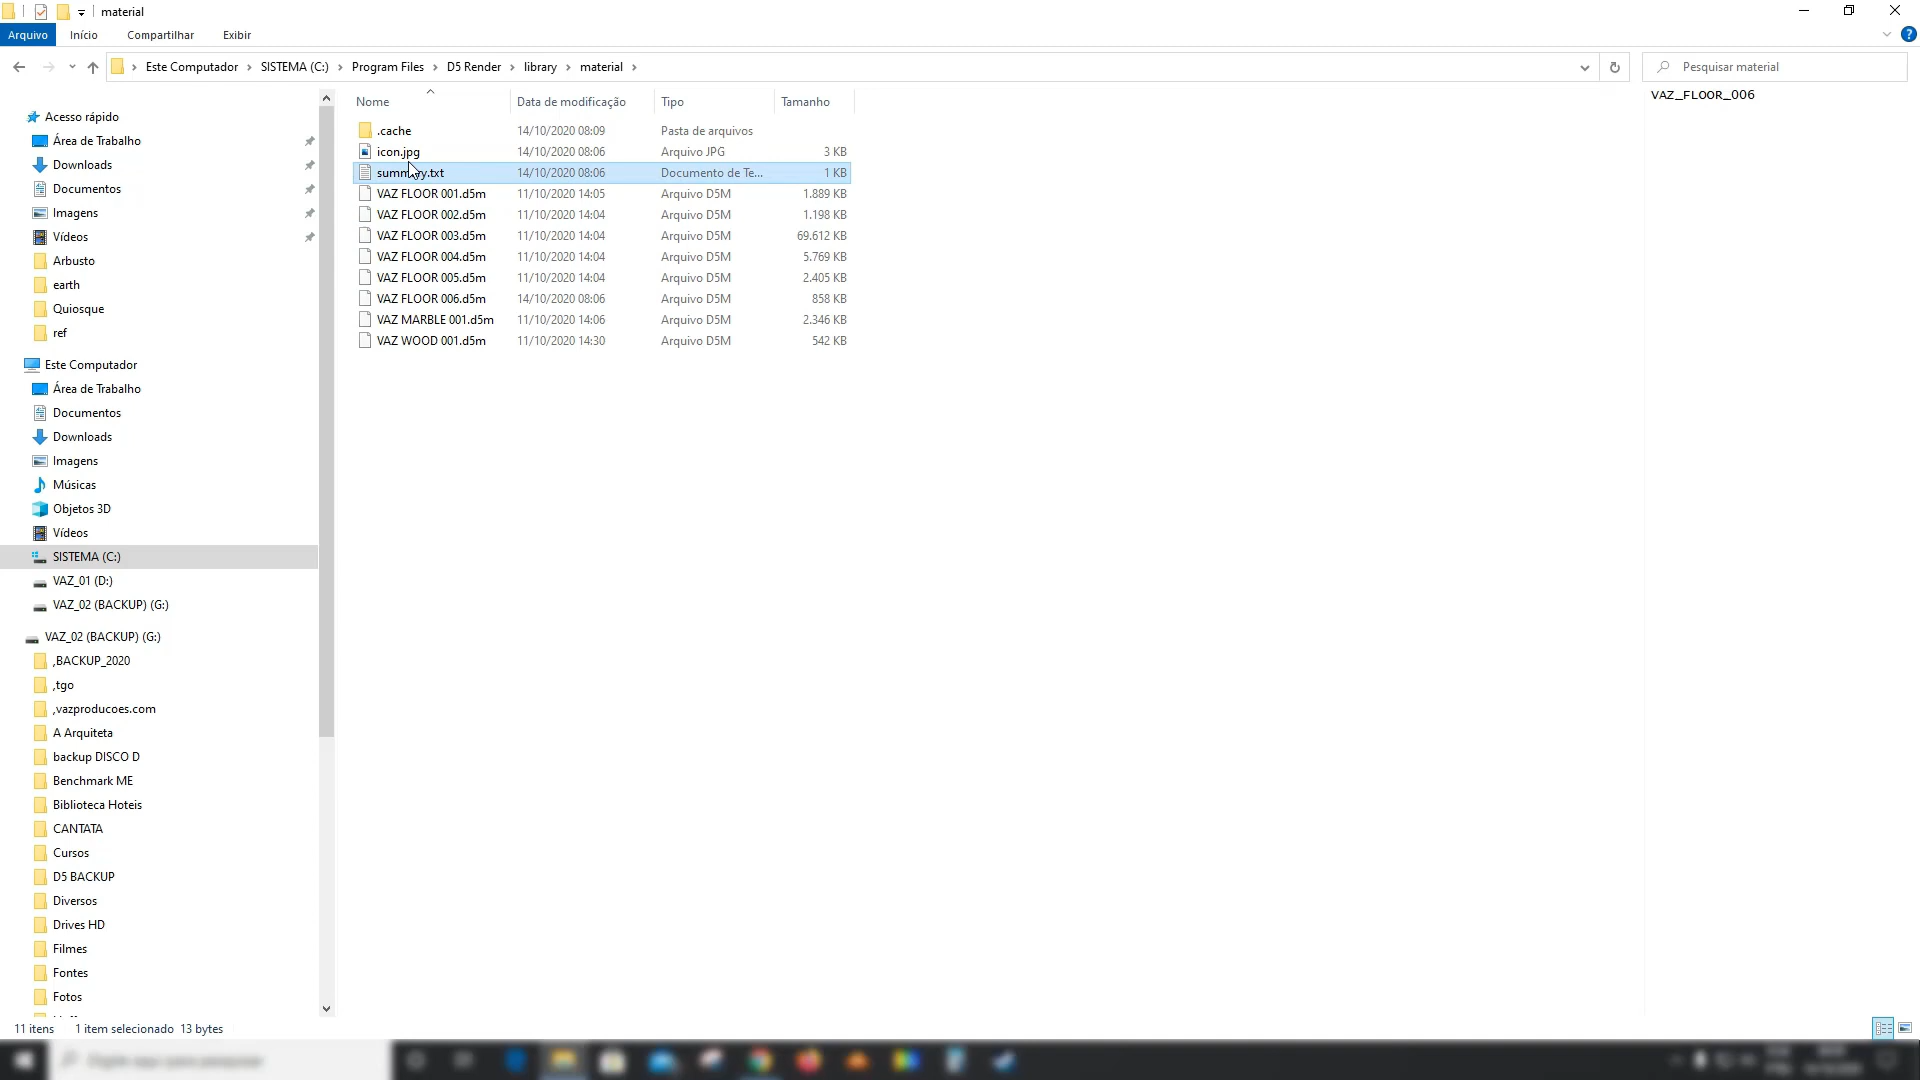 material
Arquivo Início Compartilhar Exibir
Este Computador SISTEMA (C:) Program Files D5 Render library material
Pesquisar material
Nome Data de modificação Tipo Tamanho
.cache 14/10/2020 08:09 Pasta de arquivos
icon.jpg 14/10/2020 08:06 Arquivo JPG 3 KB
14/10/2020 08:06 Documento de Te... 1 KB
VAZ FLOOR 001.d5m 11/10/2020 14:05 Arquivo D5M 1.889 KB
VAZ FLOOR 002.d5m 11/10/2020 14:04 Arquivo D5M 1.198 KB
VAZ FLOOR 003.d5m 11/10/2020 14:04 Arquivo D5M 69.612 KB
VAZ FLOOR 004.d5m 11/10/2020 14:04 Arquivo D5M 5.769 KB
VAZ FLOOR 005.d5m 11/10/2020 14:04 Arquivo D5M 2.405 KB
VAZ FLOOR 006.d5m 14/10/2020 08:06 Arquivo D5M 858 KB
VAZ MARBLE 001.d5m 11/10/2020 14:06 Arquivo D5M 2.346 KB
VAZ WOOD 001.d5m 11/10/2020 14:30 Arquivo D5M 542 KB
VAZ_FLOOR_006
Acesso rápido
Área de Trabalho
Downloads
Documentos
Imagens
Vídeos
Arbusto
earth
Quiosque
ref
Este Computador
Área de Trabalho
Documentos
Downloads
Imagens
Músicas
Objetos 3D
Vídeos
SISTEMA (C:)
VAZ_01 (D:)
VAZ_02 (BACKUP) (G:)
VAZ_02 (BACKUP) (G:)
,BACKUP_2020
,tgo
,vazproducoes.com
A Arquiteta
backup DISCO D
Benchmark ME
Biblioteca Hoteis
CANTATA
Cursos
D5 BACKUP
Diversos
Drives HD
Filmes
Fontes
Fotos
11 itens 1 item selecionado 13 bytes